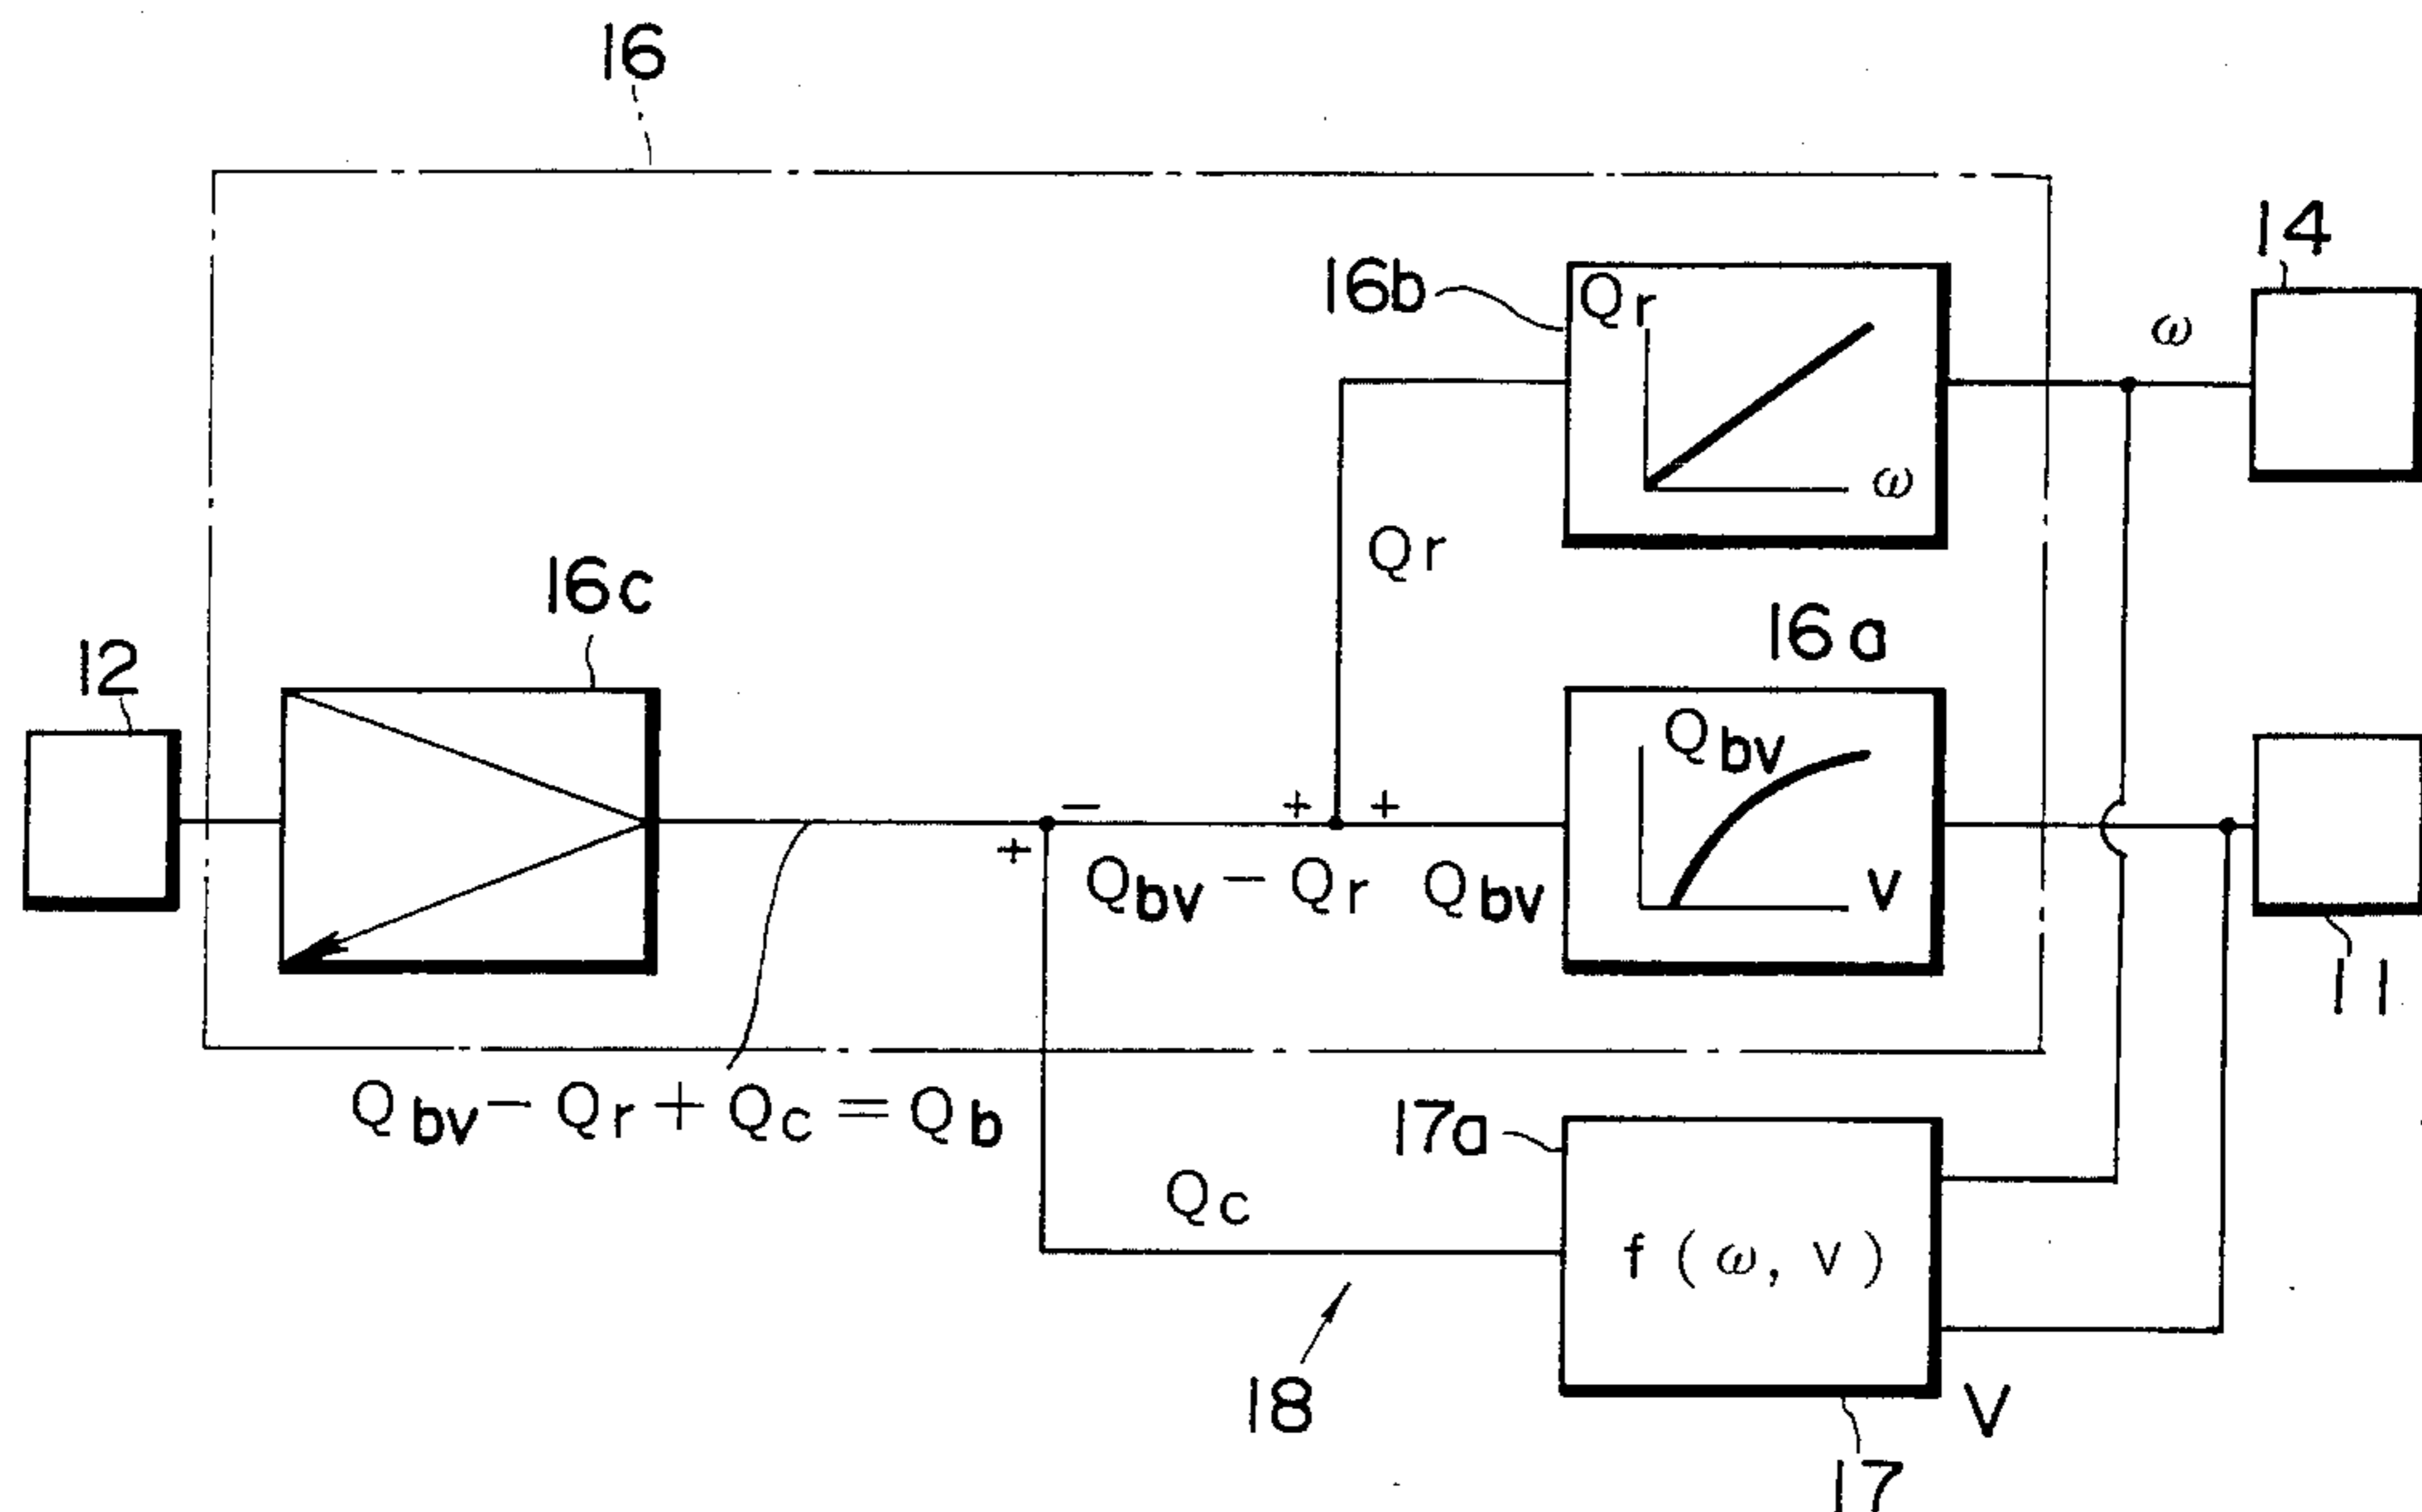 16
14
16b
Qr
ω
ω
Qr
16c
16a
12
Qbv
V
− + +
+
Qbv − Qr Qbv
11
Qbv − Qr + Qc = Qb
17a
Qc
f ( ω, V )
18
V
17